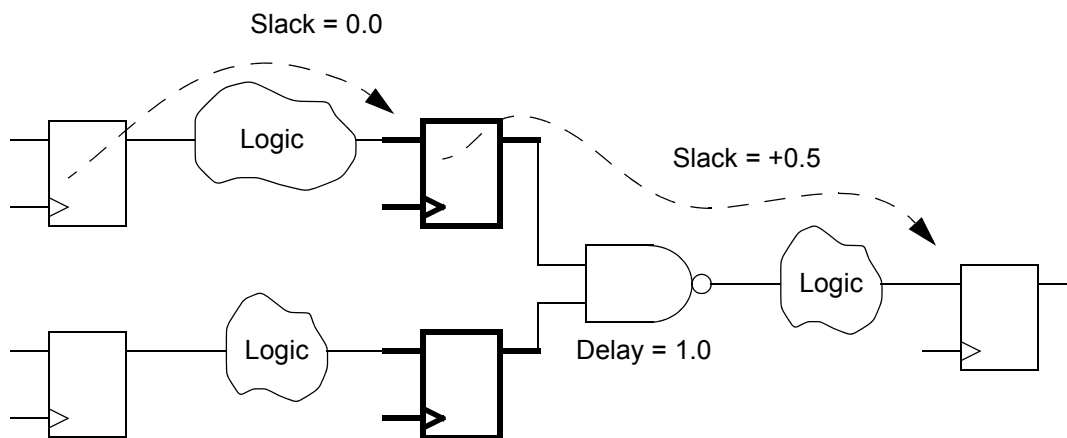 Slack = 0.0
Logic
Slack = +0.5
Logic
Logic
Delay = 1.0